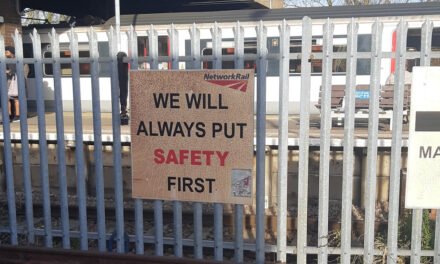 NetworkRail
WE WILL
ALWAYS PUT
SAFETY
FIRST
MA